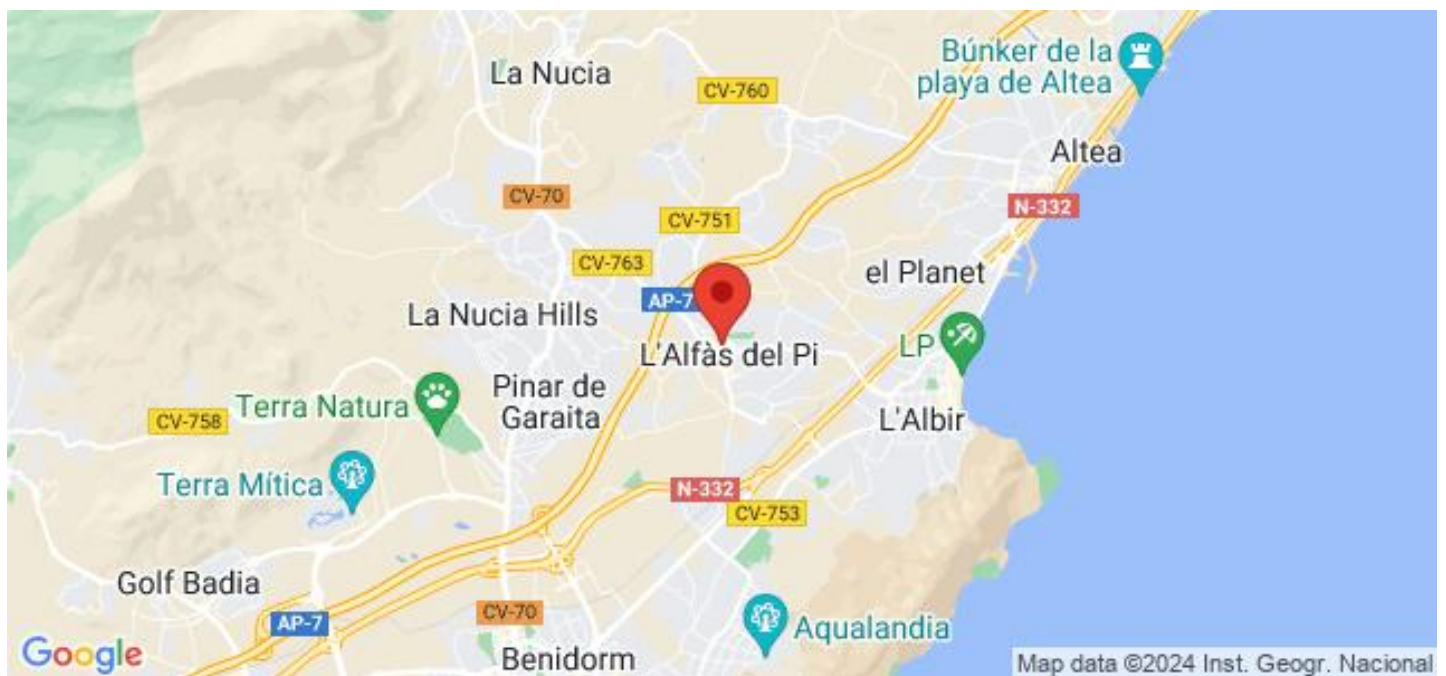 Búnker de la
playa de Altea
La Nucia
CV-760
Altea
CV-70
N-332
CV-751
CV-763
el Planet
AP-7
La Nucia Hills
LP
L'Alfàs del Pi
Pinar de
Garaita
Terra Natura
CV-758
L'Albir
Terra Mítica
N-332
CV-753
Golf Badia
CV-70
AP-7
Aqualandia
Google
Benidorm
Map data ©2024 Inst. Geogr. Nacional